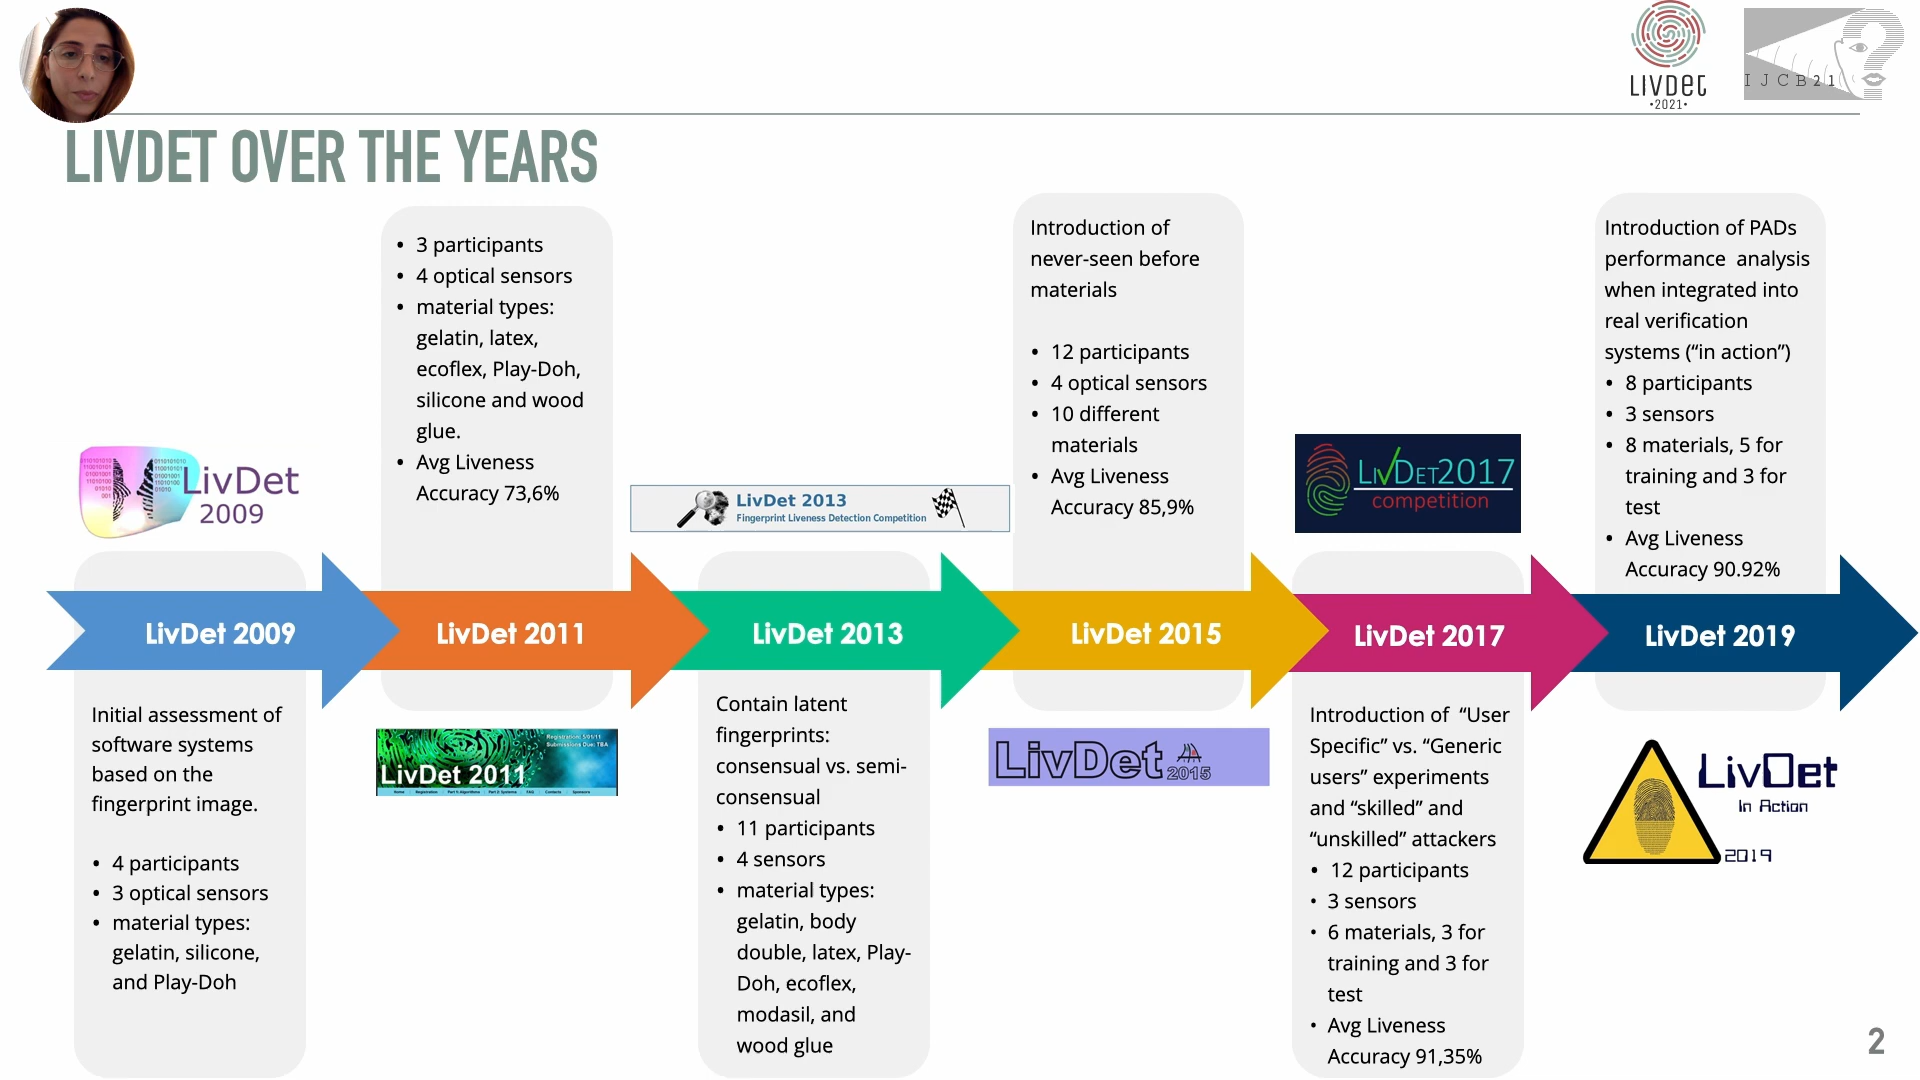 LIVDET
•2021•
IJCB21
LIVDET OVER THE YEARS
LivDet
2009
LivDet 2009
Initial assessment of
software systems
based on the
fingerprint image.
• 4 participants
• 3 optical sensors
• material types:
gelatin, silicone,
and Play-Doh
• 3 participants
• 4 optical sensors
• material types:
gelatin, latex,
ecoflex, Play-Doh,
silicone and wood
glue.
• Avg Liveness
Accuracy 73,6%
LivDet 2011
Registration: 5/01/11
Submissions Due: TBA
LivDet 2011
LivDet 2013
Fingerprint Liveness Detection Competition
LivDet 2013
Contain latent
fingerprints:
consensual vs. semi-
consensual
• 11 participants
• 4 sensors
• material types:
gelatin, body
double, latex, Play-
Doh, ecoflex,
modasil, and
wood glue
Introduction of
never-seen before
materials
• 12 participants
• 4 optical sensors
• 10 different
materials
• Avg Liveness
Accuracy 85,9%
LivDet 2015
LivDet
2015
LivDet2017
competition
LivDet 2017
Introduction of “User
Specific” vs. “Generic
users” experiments
and “skilled” and
“unskilled” attackers
• 12 participants
• 3 sensors
• 6 materials, 3 for
training and 3 for
test
• Avg Liveness
Accuracy 91,35%
Introduction of PADs
performance analysis
when integrated into
real verification
systems (“in action”)
• 8 participants
• 3 sensors
• 8 materials, 5 for
training and 3 for
test
• Avg Liveness
Accuracy 90.92%
LivDet 2019
LivDet
In Action
2019
2